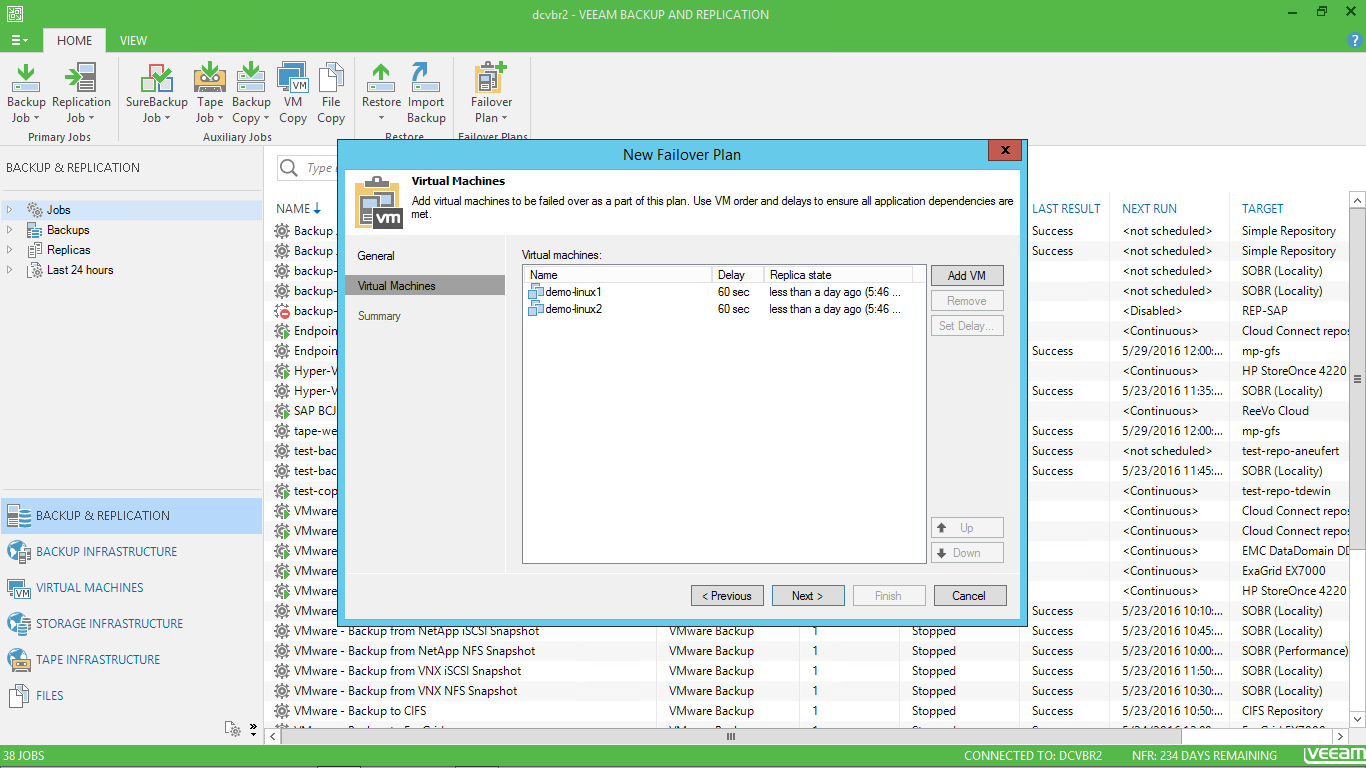 dcvbr2 - VEEAM BACKUP AND REPLICATION
HOME VIEW
?
Backup Job
Replication Job
SureBackup Job
Tape Job
Backup Copy
VM
VM Copy
File Copy
Restore
Import Backup
Failover Plan
Primary Jobs
Auxiliary Jobs
Restore
Failover Plans
BACKUP & REPLICATION
Jobs
Backups
Replicas
Last 24 hours
BACKUP & REPLICATION
BACKUP INFRASTRUCTURE
VM
VIRTUAL MACHINES
STORAGE INFRASTRUCTURE
TAPE INFRASTRUCTURE
FILES
Type
NAME LAST RESULT NEXT RUN TARGET
Backup Success <not scheduled> Simple Repository
Backup Success <not scheduled> Simple Repository
backup- <not scheduled> SOBR (Locality)
backup- <not scheduled> SOBR (Locality)
backup- <Disabled> REP-SAP
Endpoin <Continuous> Cloud Connect repos
Endpoin Success 5/29/2016 12:00:... mp-gfs
Hyper-V <Continuous> HP StoreOnce 4220
Hyper-V Success 5/23/2016 11:35:... SOBR (Locality)
SAP BCJ <Continuous> ReeVo Cloud
tape-we Success 5/29/2016 12:00:... mp-gfs
test-bac Success <not scheduled> test-repo-aneufert
test-bac Success 5/23/2016 11:45:... SOBR (Locality)
test-cop <Continuous> test-repo-tdewin
VMware <Continuous> Cloud Connect repos
VMware <Continuous> Cloud Connect repos
VMware <Continuous> EMC DataDomain DD
VMware <Continuous> ExaGrid EX7000
VMware <Continuous> HP StoreOnce 4220
VMware Success 5/23/2016 10:10:... SOBR (Locality)
VMware - Backup from NetApp iSCSI Snapshot VMware Backup 1 Stopped Success 5/23/2016 10:45:... SOBR (Locality)
VMware - Backup from NetApp NFS Snapshot VMware Backup 1 Stopped Success 5/23/2016 10:00:... SOBR (Performance)
VMware - Backup from VNX iSCSI Snapshot VMware Backup 1 Stopped Success 5/23/2016 11:50:... SOBR (Locality)
VMware - Backup from VNX NFS Snapshot VMware Backup 1 Stopped Success 5/23/2016 10:30:... SOBR (Locality)
VMware - Backup to CIFS VMware Backup 1 Stopped Success 5/23/2016 10:50:... CIFS Repository
New Failover Plan
x
vm
Virtual Machines
Add virtual machines to be failed over as a part of this plan. Use VM order and delays to ensure all application dependencies are
met.
General
Virtual Machines
Summary
Virtual machines:
Name Delay Replica state
demo-linux1 60 sec less than a day ago (5:46 ...
demo-linux2 60 sec less than a day ago (5:46 ...
Add VM
Remove
Set Delay...
Up
Down
< Previous Next > Finish Cancel
38 JOBS CONNECTED TO: DCVBR2 NFR: 234 DAYS REMAINING veeam